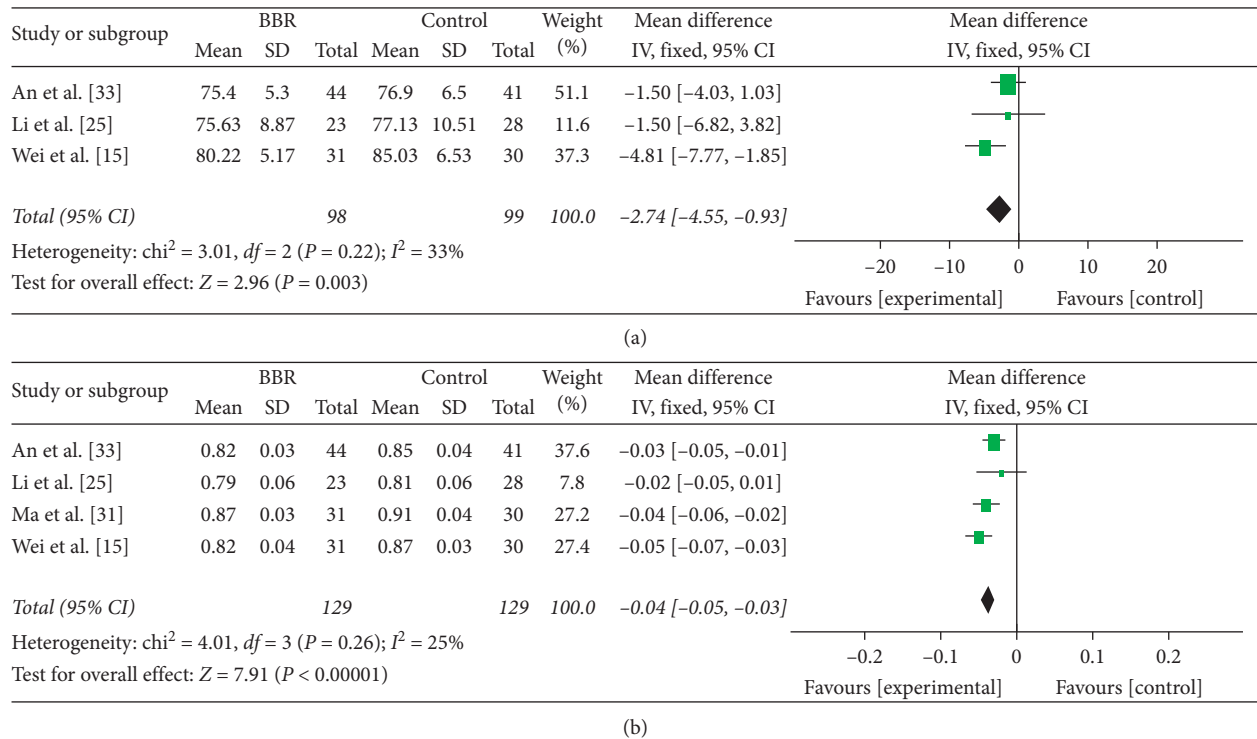 Study or subgroup BBR Control Weight (%) Mean difference Mean difference
Mean SD Total Mean SD Total IV, fixed, 95% CI IV, fixed, 95% CI
An et al. [33] 75.4 5.3 44 76.9 6.5 41 51.1 –1.50 [–4.03, 1.03]
Li et al. [25] 75.63 8.87 23 77.13 10.51 28 11.6 –1.50 [–6.82, 3.82]
Wei et al. [15] 80.22 5.17 31 85.03 6.53 30 37.3 –4.81 [–7.77, –1.85]
Total (95% CI) 98 99 100.0 –2.74 [–4.55, –0.93]
Heterogeneity: chi² = 3.01, df = 2 (P = 0.22); I² = 33%
Test for overall effect: Z = 2.96 (P = 0.003)
–20 –10 0 10 20
Favours [experimental] Favours [control]
(a)
Study or subgroup BBR Control Weight (%) Mean difference Mean difference
Mean SD Total Mean SD Total IV, fixed, 95% CI IV, fixed, 95% CI
An et al. [33] 0.82 0.03 44 0.85 0.04 41 37.6 –0.03 [–0.05, –0.01]
Li et al. [25] 0.79 0.06 23 0.81 0.06 28 7.8 –0.02 [–0.05, 0.01]
Ma et al. [31] 0.87 0.03 31 0.91 0.04 30 27.2 –0.04 [–0.06, –0.02]
Wei et al. [15] 0.82 0.04 31 0.87 0.03 30 27.4 –0.05 [–0.07, –0.03]
Total (95% CI) 129 129 100.0 –0.04 [–0.05, –0.03]
Heterogeneity: chi² = 4.01, df = 3 (P = 0.26); I² = 25%
Test for overall effect: Z = 7.91 (P < 0.00001)
–0.2 –0.1 0 0.1 0.2
Favours [experimental] Favours [control]
(b)